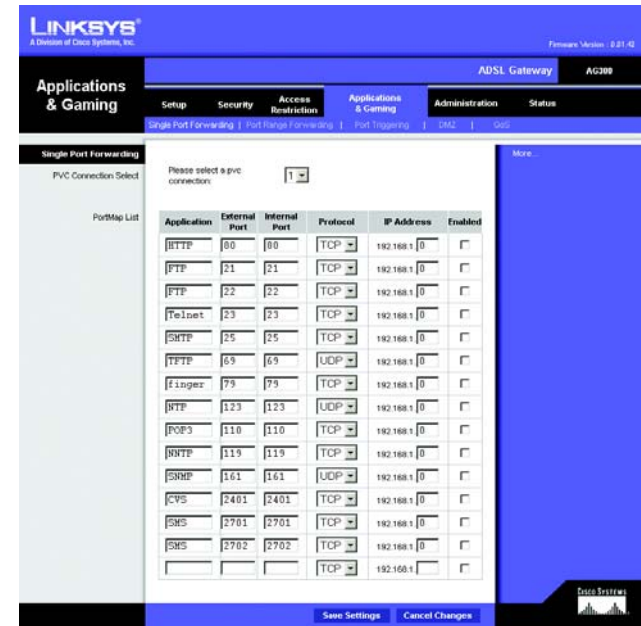 LINKSYS®
A Division of Cisco Systems, Inc.
Firmware Version : 0.01.42
ADSL Gateway AG300
Applications & Gaming
Setup Security Access Restriction Applications & Gaming Administration Status
Single Port Forwarding | Port Range Forwarding | Port Triggering | DMZ | QoS
Single Port Forwarding
More...
PVC Connection Select
Please select a pvc connection: 1
PortMap List
Application External Port Internal Port Protocol IP Address Enabled
HTTP 80 80 TCP 192.168.1. 0
FTP 21 21 TCP 192.168.1. 0
FTP 22 22 TCP 192.168.1. 0
Telnet 23 23 TCP 192.168.1. 0
SMTP 25 25 TCP 192.168.1. 0
TFTP 69 69 UDP 192.168.1. 0
finger 79 79 TCP 192.168.1. 0
NTP 123 123 UDP 192.168.1. 0
POP3 110 110 TCP 192.168.1. 0
NNTP 119 119 TCP 192.168.1. 0
SNMP 161 161 UDP 192.168.1. 0
CVS 2401 2401 TCP 192.168.1. 0
SMS 2701 2701 TCP 192.168.1. 0
SMS 2702 2702 TCP 192.168.1. 0
TCP 192.168.1.
Save Settings Cancel Changes
Cisco Systems